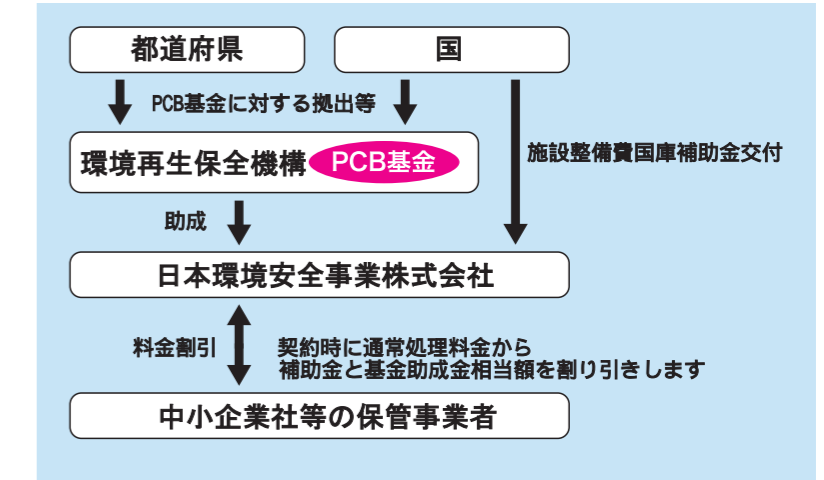 都道府県
国
PCB基金に対する拠出等
環境再生保全機構 PCB基金
施設整備費国庫補助金交付
助成
日本環境安全事業株式会社
料金割引
契約時に通常処理料金から
補助金と基金助成金相当額を割り引きします
中小企業社等の保管事業者